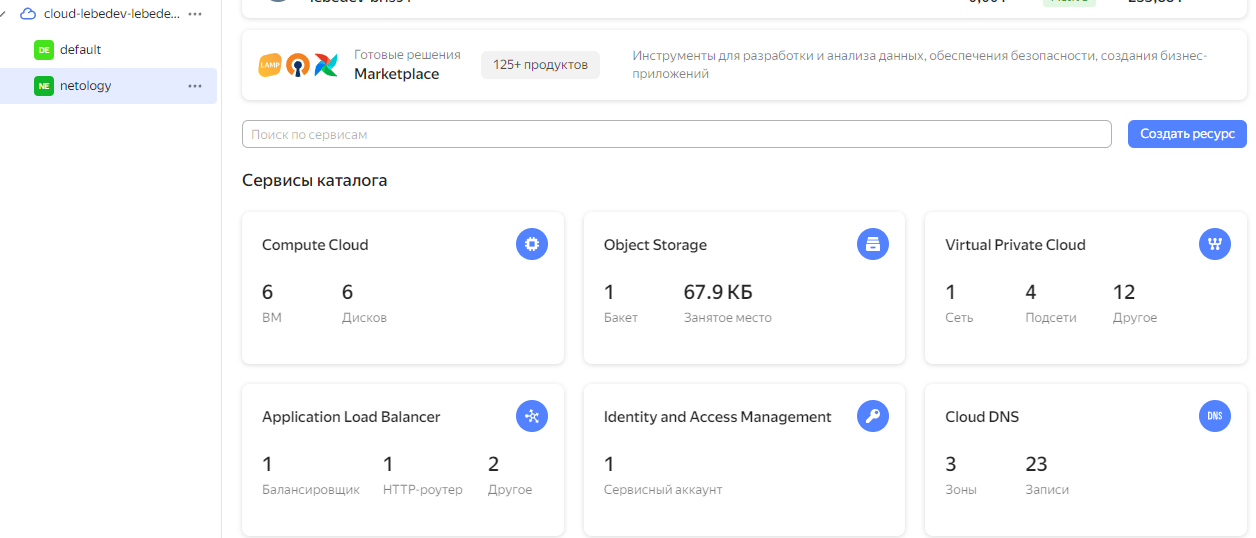 cloud-lebedev-lebede...
DE default
NE netology
LAMP
Готовые решения
Marketplace
125+ продуктов
Инструменты для разработки и анализа данных, обеспечения безопасности, создания бизнес-
приложений
Поиск по сервисам
Создать ресурс
Сервисы каталога
Compute Cloud
6 6
ВМ Дисков
Object Storage
1 67.9 КБ
Бакет Занятое место
Virtual Private Cloud
1 4 12
Сеть Подсети Другое
Application Load Balancer
1 1 2
Балансировщик HTTP-роутер Другое
Identity and Access Management
1
Сервисный аккаунт
Cloud DNS
DNS
3 23
Зоны Записи